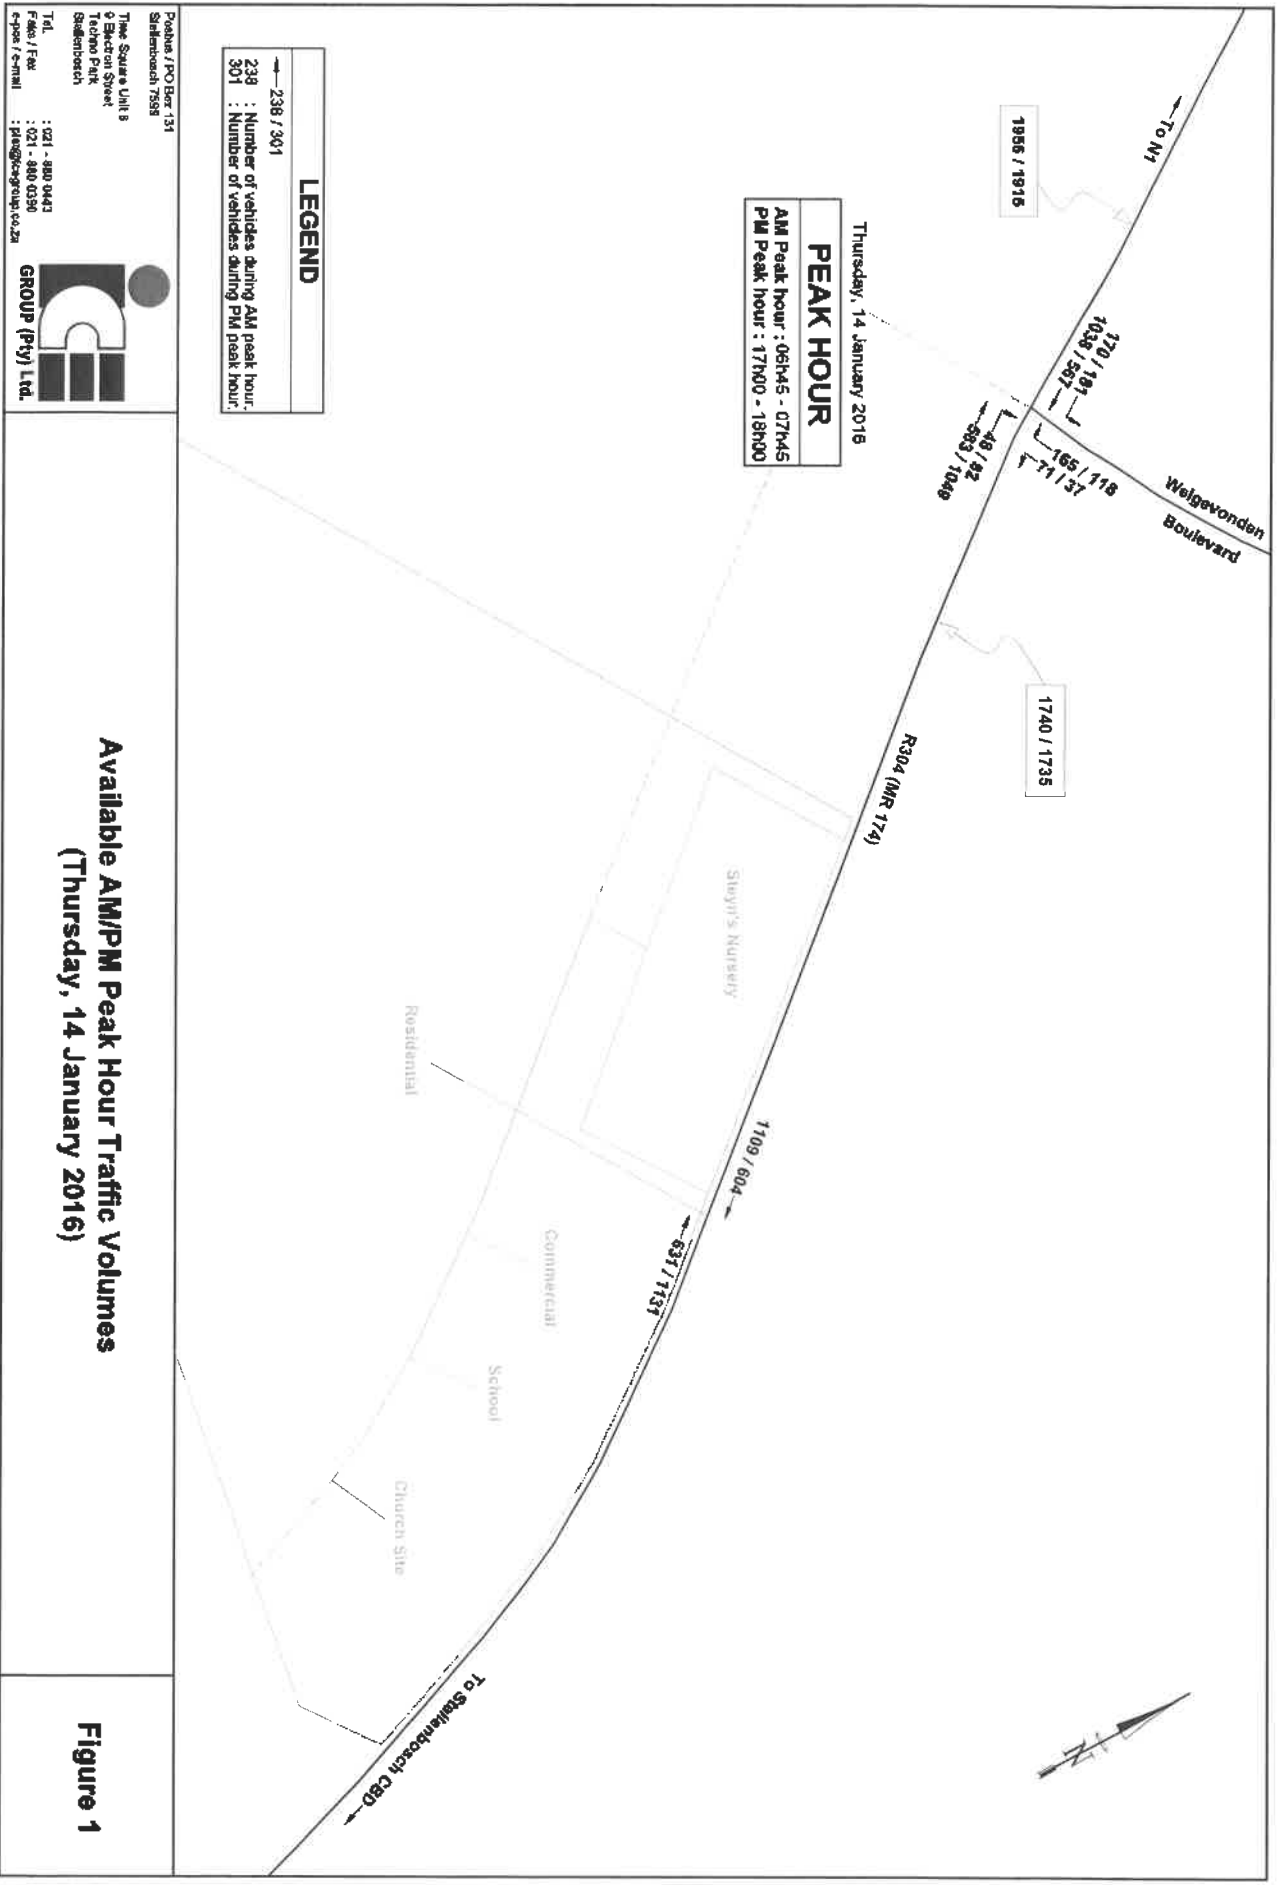 To N1
1956 / 1915
170 / 181
1038 / 567
165 / 118
71 / 37
48 / 82
583 / 1049
Welgevonden
Boulevard
1740 / 1735
R304 (MR 174)
Thursday, 14 January 2016
PEAK HOUR
AM Peak hour : 06h45 - 07h45
PM Peak hour : 17h00 - 18h00
Steyn's Nursery
1109 / 604
631 / 1131
Residential
Commercial
School
Church Site
To Stellenbosch CBD
N
LEGEND
238 / 301
238 : Number of vehicles during AM peak hour.
301 : Number of vehicles during PM peak hour.
Posbus / PO Box 131
Stellenbosch 7599
Time Square Unit B
9 Electron Street
Techno Park
Stellenbosch
Tel. : 021 - 880 0443
Faks / Fax : 021 - 880 0390
e-pos / e-mail
iCE
GROUP (Pty) Ltd.
Available AM/PM Peak Hour Traffic Volumes
(Thursday, 14 January 2016)
Figure 1